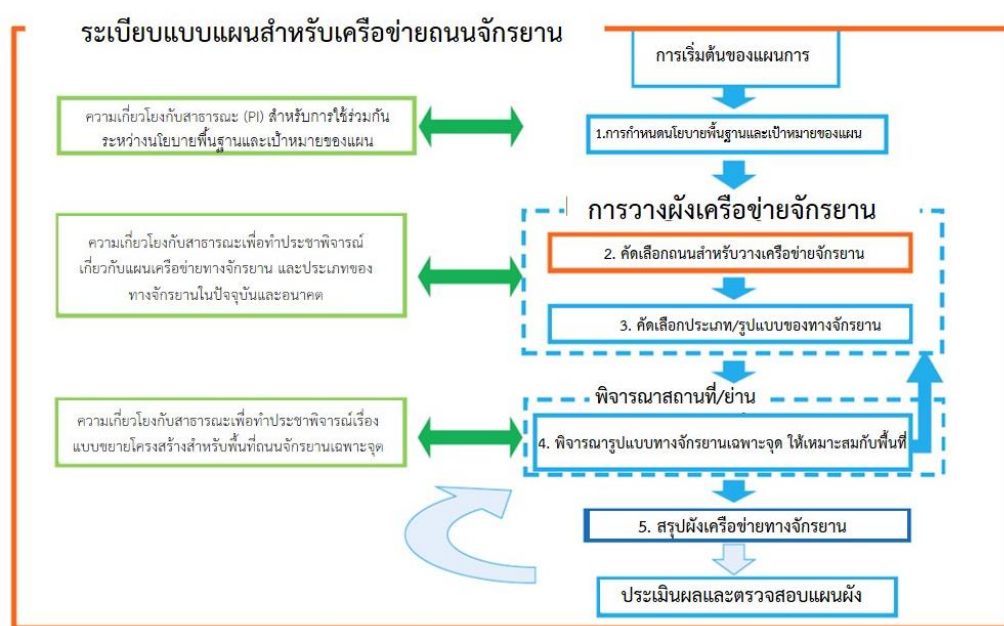 ระเบียบแบบแผนสำหรับเครือข่ายถนนจักรยาน
การเริ่มต้นของแผนการ
ความเกี่ยวโยงกับสาธารณะ (PI) สำหรับการใช้ร่วมกัน
ระหว่างนโยบายพื้นฐานและเป้าหมายของแผน
1.การกำหนดนโยบายพื้นฐานและเป้าหมายของแผน
การวางผังเครือข่ายจักรยาน
ความเกี่ยวโยงกับสาธารณะเพื่อทำประชาพิจารณ์
เกี่ยวกับแผนเครือข่ายทางจักรยาน และประเภทของ
ทางจักรยานในปัจจุบันและอนาคต
2. คัดเลือกถนนสำหรับวางเครือข่ายจักรยาน
3. คัดเลือกประเภท/รูปแบบของทางจักรยาน
พิจารณาสถานที่/ย่าน
ความเกี่ยวโยงกับสาธารณะเพื่อทำประชาพิจารณ์เรื่อง
แบบขยายโครงสร้างสำหรับพื้นที่ถนนจักรยานเฉพาะจุด
4. พิจารณารูปแบบทางจักรยานเฉพาะจุด ให้เหมาะสมกับพื้นที่
5. สรุปผังเครือข่ายทางจักรยาน
ประเมินผลและตรวจสอบแผนผัง